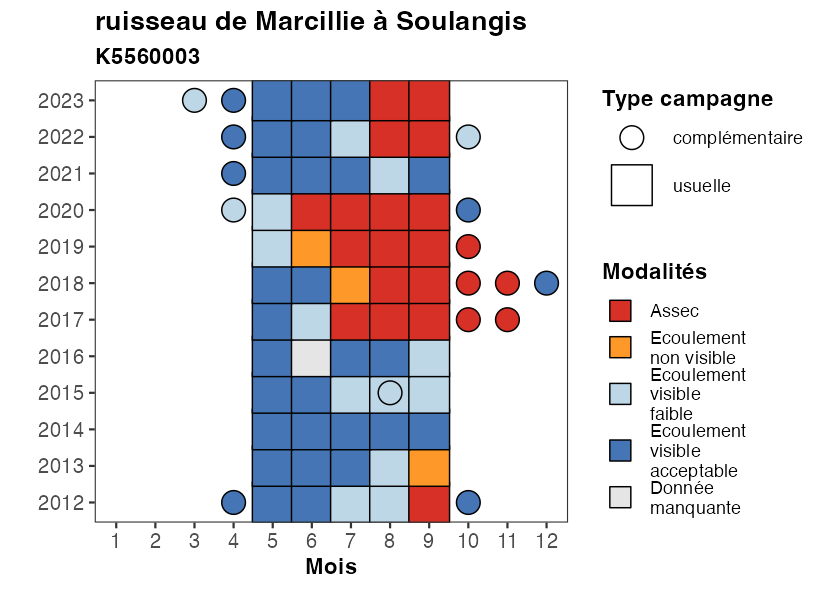 ruisseau de Marcillie à Soulangis
K5560003
2023
2022
2021
2020
2019
2018
2017
2016
2015
2014
2013
2012
1 2 3 4 5 6 7 8 9 10 11 12
Mois
Type campagne
complémentaire
usuelle
Modalités
Assec
Ecoulement
non visible
Ecoulement
visible
faible
Ecoulement
visible
acceptable
Donnée
manquante